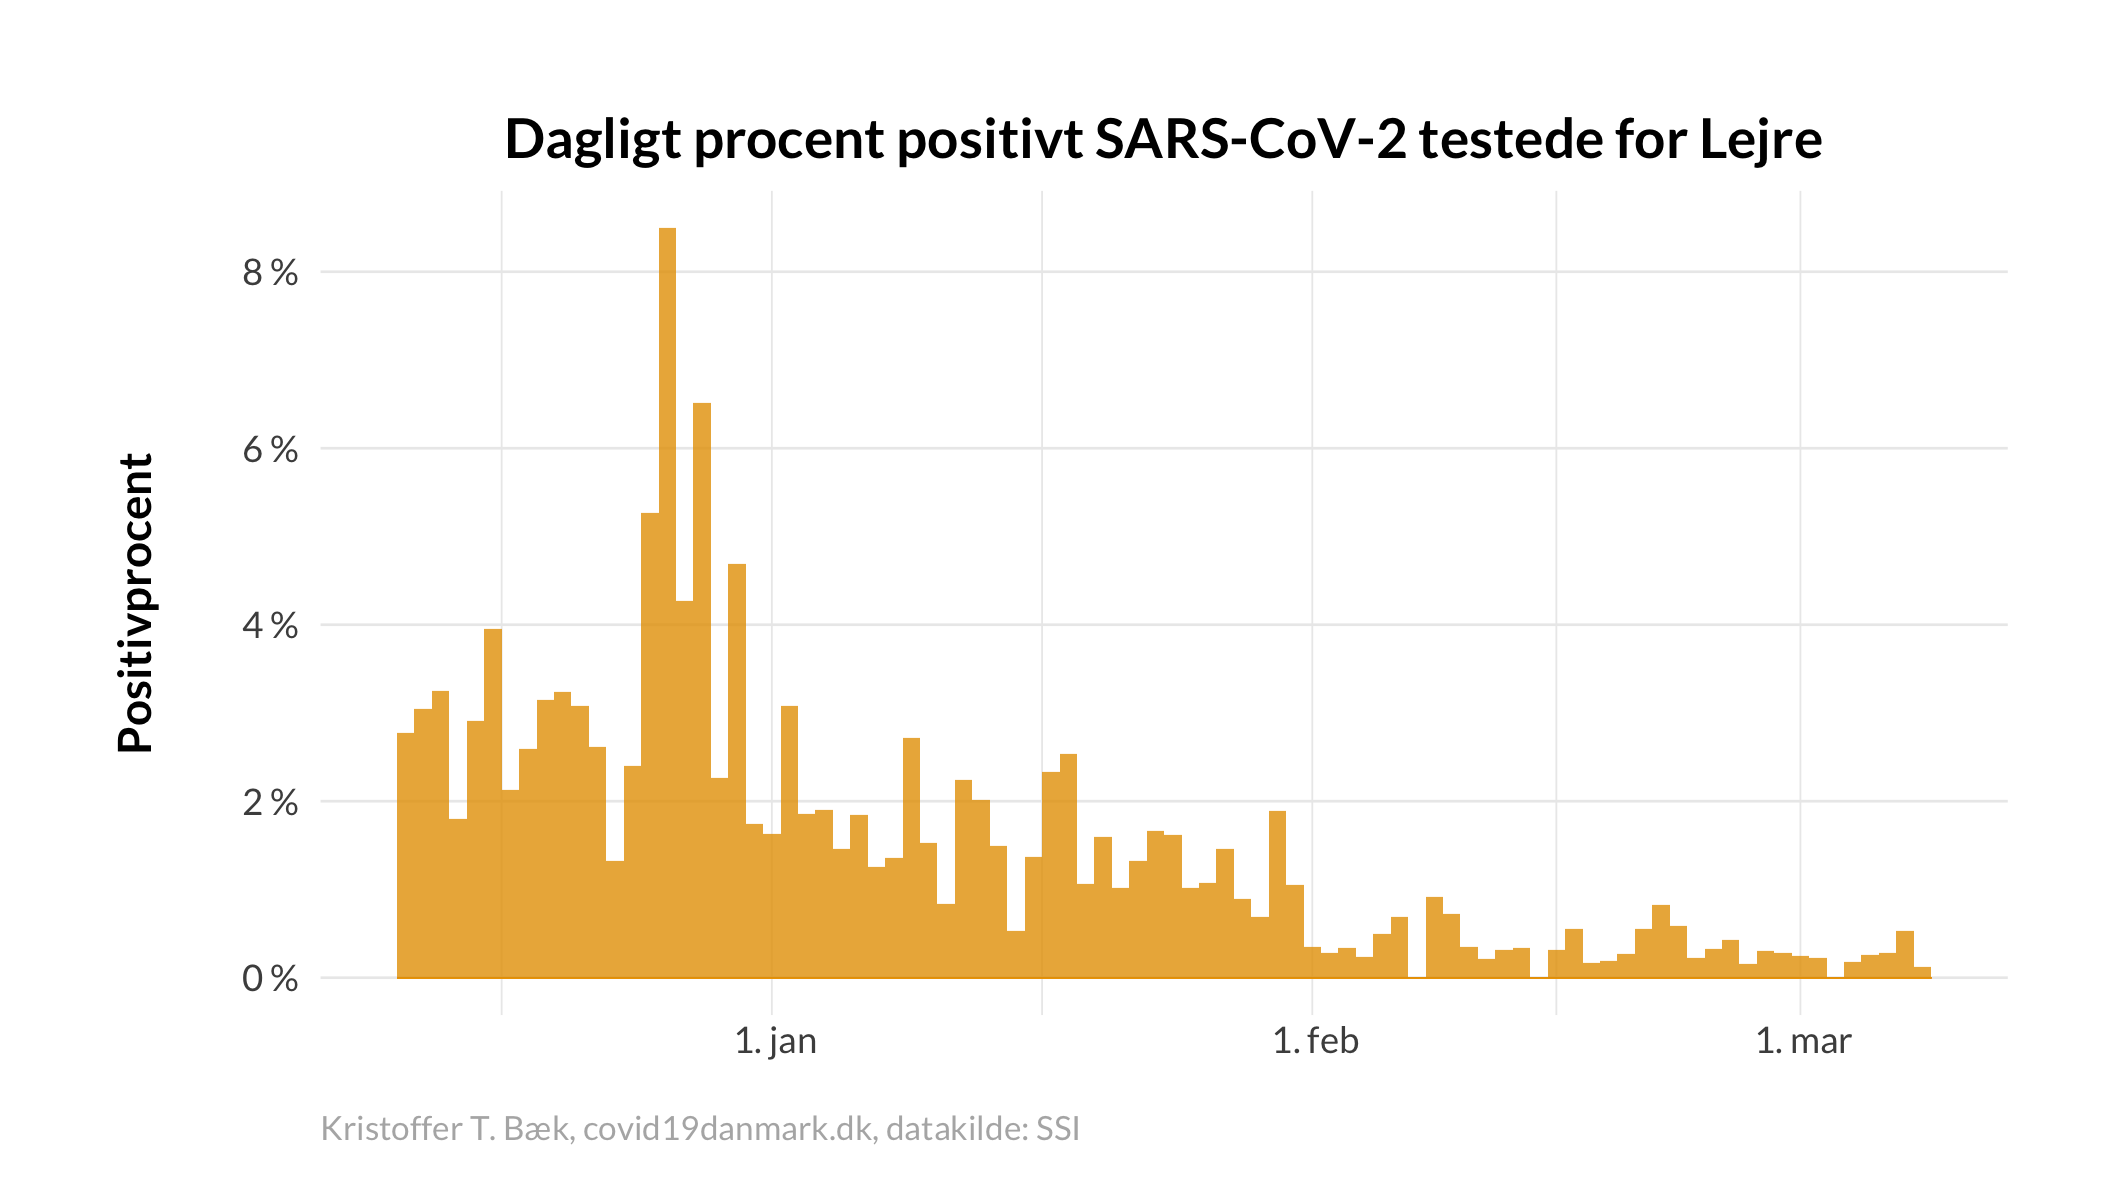 Dagligt procent positivt SARS-CoV-2 testede for Lejre
Positivprocent
8 %
6 %
4 %
2 %
0 %
1. jan
1. feb
1. mar
Kristoffer T. Bæk, covid19danmark.dk, datakilde: SSI